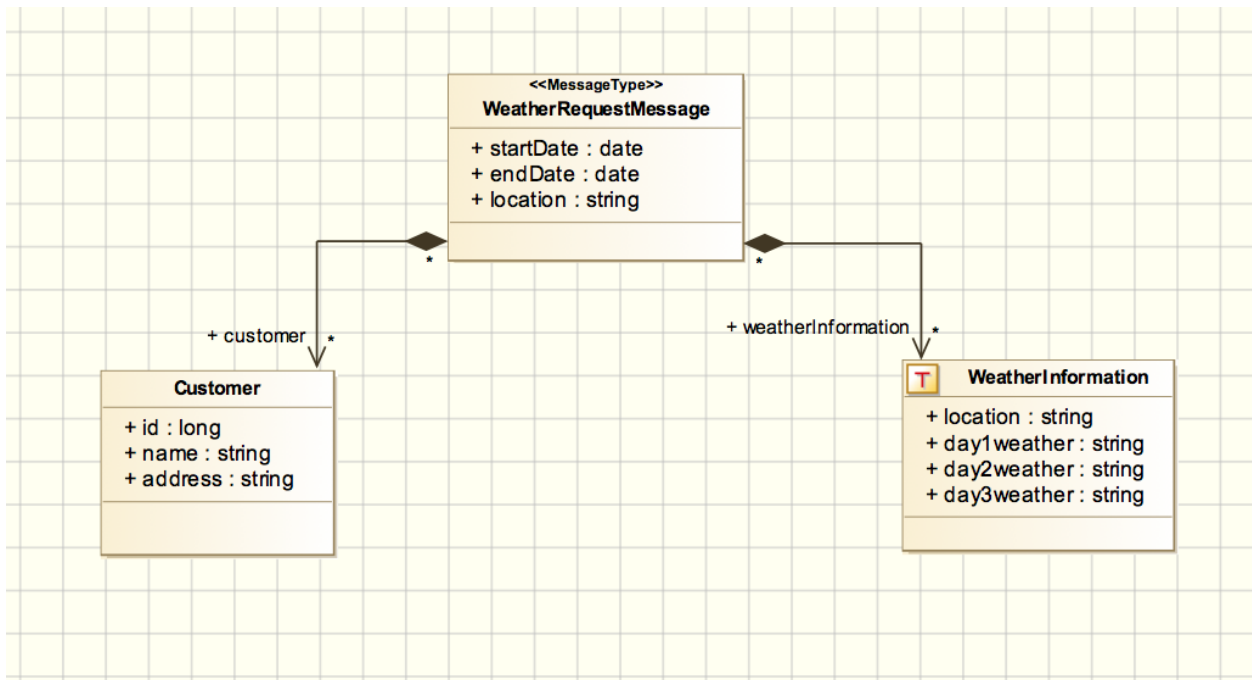 <<MessageType>>
WeatherRequestMessage
+ startDate : date
+ endDate : date
+ location : string
*
*
+ customer
*
+ weatherInformation
*
Customer
+ id : long
+ name : string
+ address : string
T
WeatherInformation
+ location : string
+ day1weather : string
+ day2weather : string
+ day3weather : string